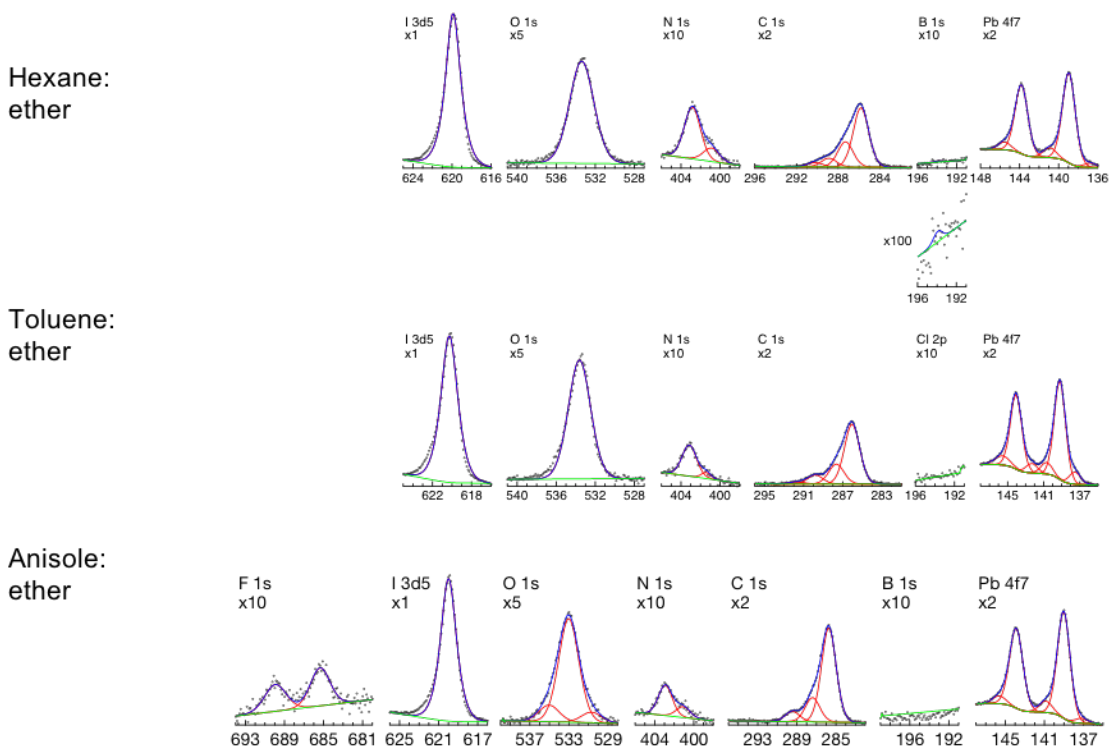 I 3d5 O 1s N 1s C 1s B 1s Pb 4f7
x1 x5 x10 x2 x10 x2
Hexane:
ether
624 620 616 540 536 532 528 404 400 296 292 288 284 196 192 148 144 140 136
x100
196 192
Toluene:
ether
I 3d5 O 1s N 1s C 1s Cl 2p Pb 4f7
x1 x5 x10 x2 x10 x2
622 618 540 536 532 528 404 400 295 291 287 283 196 192 145 141 137
Anisole:
ether
F 1s I 3d5 O 1s N 1s C 1s B 1s Pb 4f7
x10 x1 x5 x10 x2 x10 x2
693 689 685 681 625 621 617 537 533 529 404 400 293 289 285 196 192 145 141 137